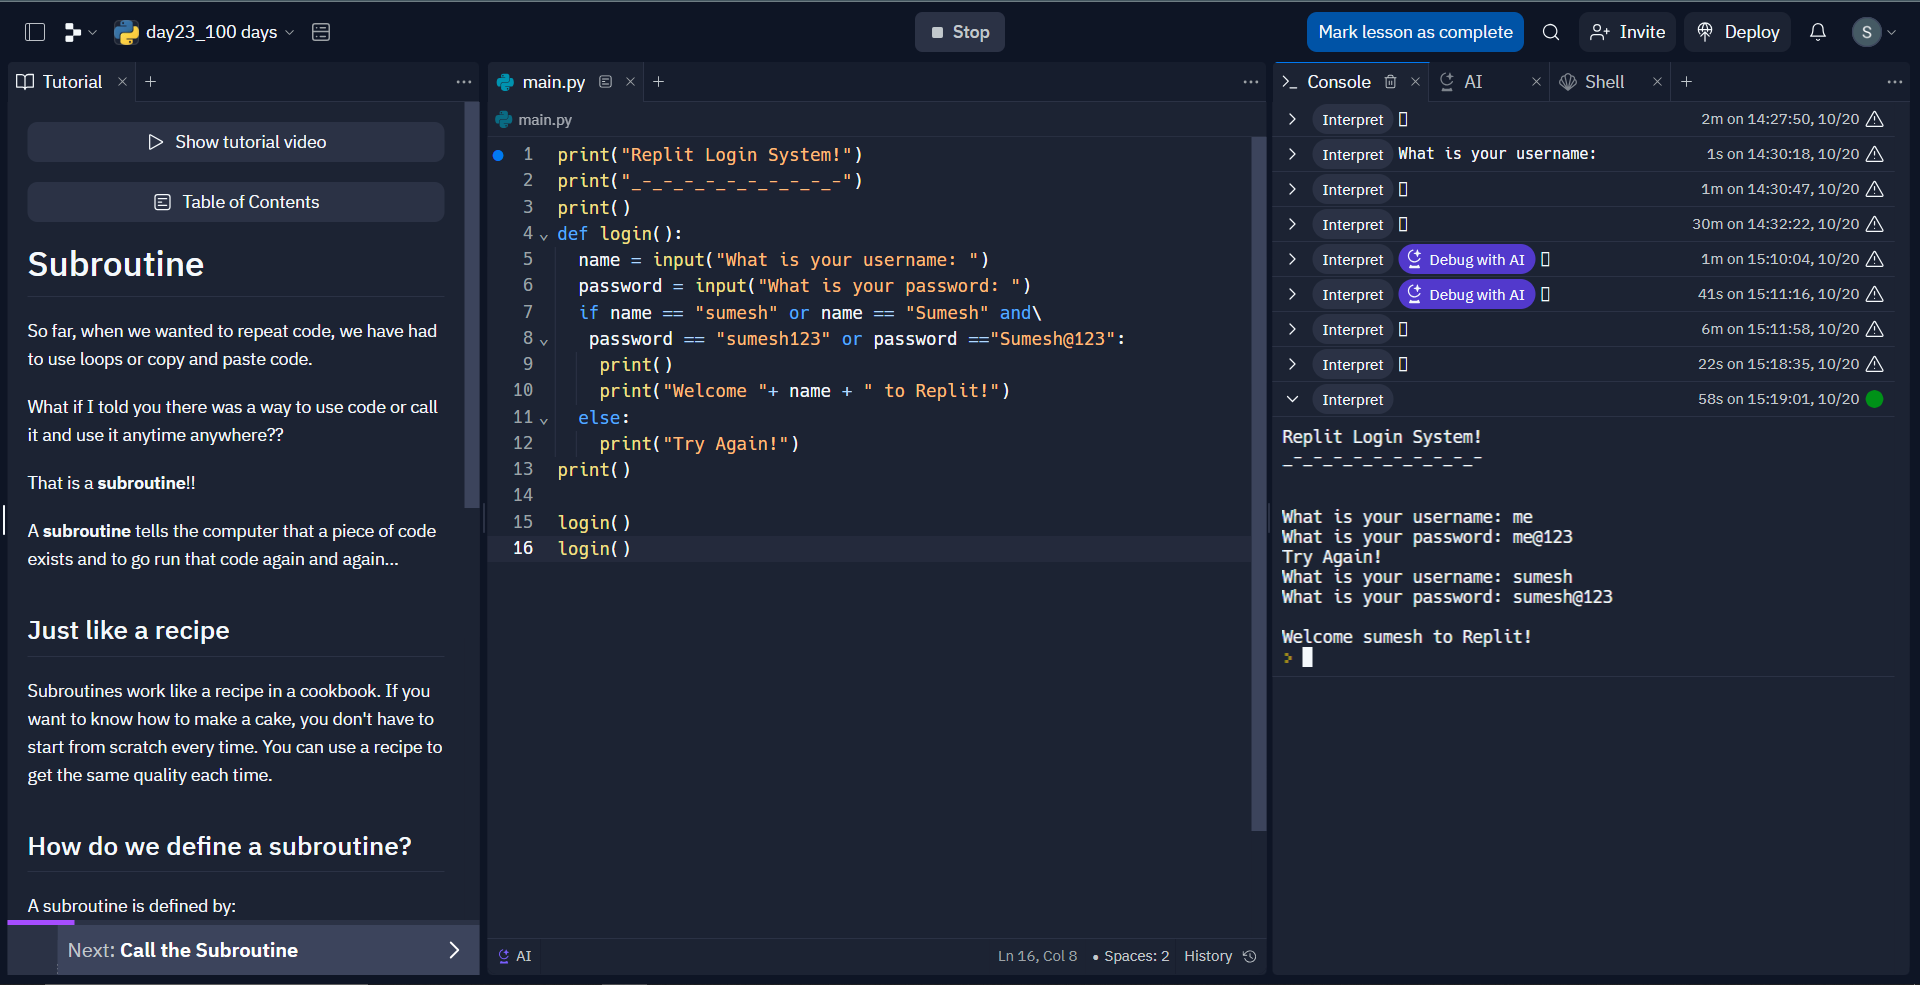 day23_100 days
Stop
Mark lesson as complete
Invite
Deploy
S
Tutorial
Show tutorial video
Table of Contents
Subroutine
So far, when we wanted to repeat code, we have had
to use loops or copy and paste code.
What if I told you there was a way to use code or call
it and use it anytime anywhere??
That is a subroutine!!
A subroutine tells the computer that a piece of code
exists and to go run that code again and again...
Just like a recipe
Subroutines work like a recipe in a cookbook. If you
want to know how to make a cake, you don't have to
start from scratch every time. You can use a recipe to
get the same quality each time.
How do we define a subroutine?
A subroutine is defined by:
Next: Call the Subroutine
main.py
main.py
1 print("Replit Login System!")
2 print("_-_-_-_-_-_-_-_-_-_-")
3 print()
4 def login():
5 name = input("What is your username: ")
6 password = input("What is your password: ")
7 if name == "sumesh" or name == "Sumesh" and\
8 password == "sumesh123" or password =="Sumesh@123":
9 print()
10 print("Welcome "+ name + " to Replit!")
11 else:
12 print("Try Again!")
13 print()
14
15 login()
16 login()
AI
Ln 16, Col 8 • Spaces: 2 History
Console
AI
Shell
Interpret 2m on 14:27:50, 10/20
Interpret What is your username: 1s on 14:30:18, 10/20
Interpret 1m on 14:30:47, 10/20
Interpret 30m on 14:32:22, 10/20
Interpret Debug with AI 1m on 15:10:04, 10/20
Interpret Debug with AI 41s on 15:11:16, 10/20
Interpret 6m on 15:11:58, 10/20
Interpret 22s on 15:18:35, 10/20
Interpret 58s on 15:19:01, 10/20
Replit Login System!
_-_-_-_-_-_-_-_-_-_-
What is your username: me
What is your password: me@123
Try Again!
What is your username: sumesh
What is your password: sumesh@123
Welcome sumesh to Replit!
>